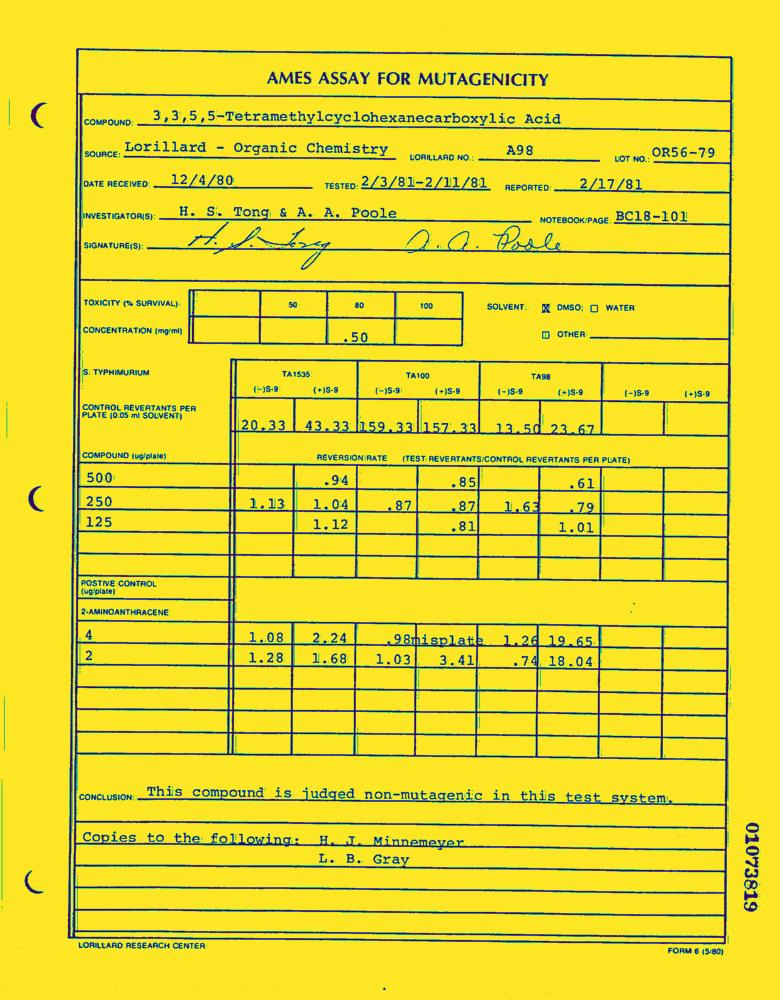 AMES ASSAY FOR MUTAGENICITY
COMPOUND: 3,3,5,5-Tetramethylcyclohexanecarboxylic Acid
SOURCE: Lorillard - Organic Chemistry LORILLARD NO.: A98 LOT NO.: OR56-79
DATE RECEIVED: 12/4/80 TESTED: 2/3/81-2/11/81 REPORTED: 2/17/81
INVESTIGATOR(S): H. S. Tong & A. A. Poole NOTEBOOK/PAGE: BC18-101
SIGNATURE(S): H. S. Tong A. A. Poole
TOXICITY (% SURVIVAL): 50 80 100 SOLVENT: ☒ DMSO; ☐ WATER
CONCENTRATION (mg/ml) .50 ☐ OTHER:
S. TYPHIMURIUM TA1535 TA100 TA98
(-)S-9 (+)S-9 (-)S-9 (+)S-9 (-)S-9 (+)S-9 (-)S-9 (+)S-9
CONTROL REVERTANTS PER
PLATE (0.05 ml SOLVENT) 20.33 43.33 159.33 157.33 13.50 23.67
COMPOUND (ug/plate) REVERSION RATE (TEST REVERTANTS/CONTROL REVERTANTS PER PLATE)
500 .94 .85 .61
250 1.13 1.04 .87 .87 1.63 .79
125 1.12 .81 1.01
POSTIVE CONTROL
(ug/plate)
2-AMINOANTHRACENE
4 1.08 2.24 .98 misplate 1.26 19.65
2 1.28 1.68 1.03 3.41 .74 18.04
CONCLUSION: This compound is judged non-mutagenic in this test system.
Copies to the following: H. J. Minnemeyer
L. B. Gray
01073819
LORILLARD RESEARCH CENTER FORM 6 (5/80)